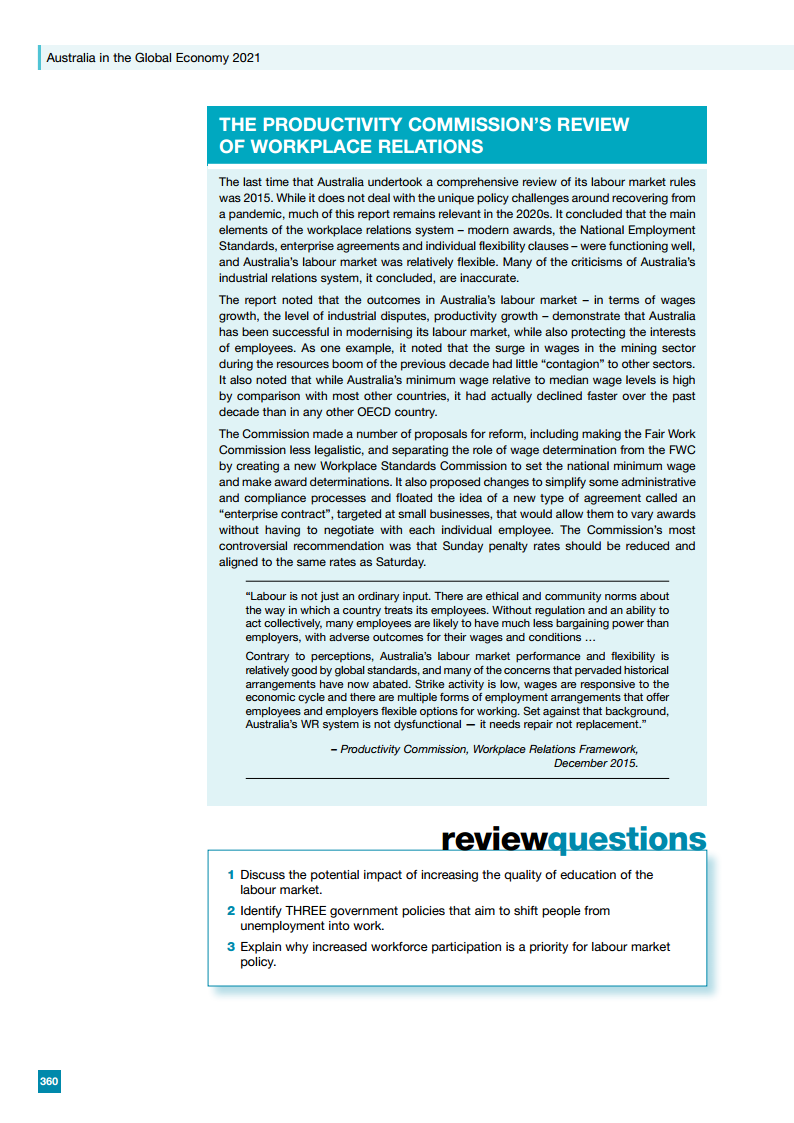 Australia in the Global Economy 2021
THE PRODUCTIVITY COMMISSION'S REVIEW
OF WORKPLACE RELATIONS
The last time that Australia undertook a comprehensive review of its labour market rules
was 2015. While it does not deal with the unique policy challenges around recovering from
a pandemic, much of this report remains relevant in the 2020s. It concluded that the main
elements of the workplace relations system – modern awards, the National Employment
Standards, enterprise agreements and individual flexibility clauses – were functioning well,
and Australia's labour market was relatively flexible. Many of the criticisms of Australia's
industrial relations system, it concluded, are inaccurate.
The report noted that the outcomes in Australia's labour market – in terms of wages
growth, the level of industrial disputes, productivity growth – demonstrate that Australia
has been successful in modernising its labour market, while also protecting the interests
of employees. As one example, it noted that the surge in wages in the mining sector
during the resources boom of the previous decade had little “contagion” to other sectors.
It also noted that while Australia's minimum wage relative to median wage levels is high
by comparison with most other countries, it had actually declined faster over the past
decade than in any other OECD country.
The Commission made a number of proposals for reform, including making the Fair Work
Commission less legalistic, and separating the role of wage determination from the FWC
by creating a new Workplace Standards Commission to set the national minimum wage
and make award determinations. It also proposed changes to simplify some administrative
and compliance processes and floated the idea of a new type of agreement called an
“enterprise contract”, targeted at small businesses, that would allow them to vary awards
without having to negotiate with each individual employee. The Commission's most
controversial recommendation was that Sunday penalty rates should be reduced and
aligned to the same rates as Saturday.
“Labour is not just an ordinary input. There are ethical and community norms about
the way in which a country treats its employees. Without regulation and an ability to
act collectively, many employees are likely to have much less bargaining power than
employers, with adverse outcomes for their wages and conditions …
Contrary to perceptions, Australia's labour market performance and flexibility is
relatively good by global standards, and many of the concerns that pervaded historical
arrangements have now abated. Strike activity is low, wages are responsive to the
economic cycle and there are multiple forms of employment arrangements that offer
employees and employers flexible options for working. Set against that background,
Australia's WR system is not dysfunctional — it needs repair not replacement.”
– Productivity Commission, Workplace Relations Framework,
December 2015.
reviewquestions
1 Discuss the potential impact of increasing the quality of education of the
labour market.
2 Identify THREE government policies that aim to shift people from
unemployment into work.
3 Explain why increased workforce participation is a priority for labour market
policy.
360